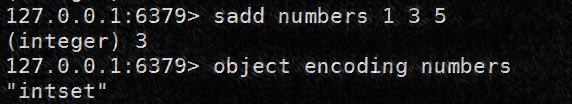 127.0.0.1:6379> sadd numbers 1 3 5
(integer) 3
127.0.0.1:6379> object encoding numbers
"intset"